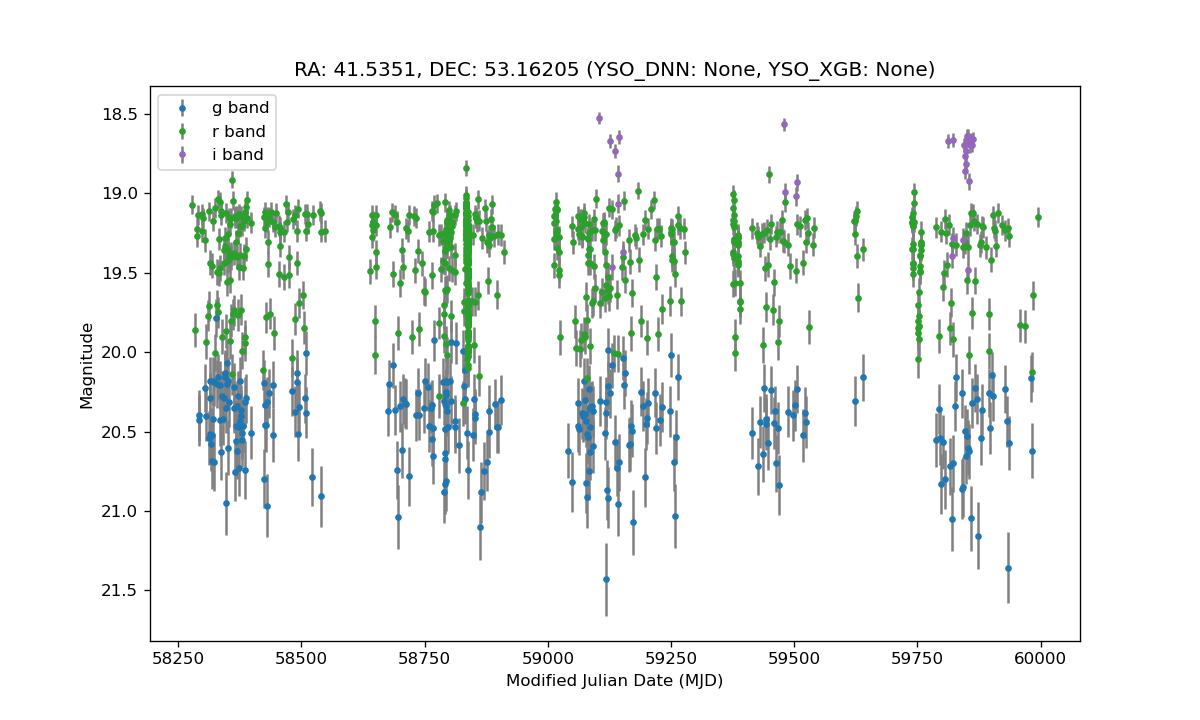 RA: 41.5351, DEC: 53.16205 (YSO_DNN: None, YSO_XGB: None)
g band
r band
i band
18.5
19.0
19.5
20.0
20.5
21.0
21.5
Magnitude
58250
58500
58750
59000
59250
59500
59750
60000
Modified Julian Date (MJD)